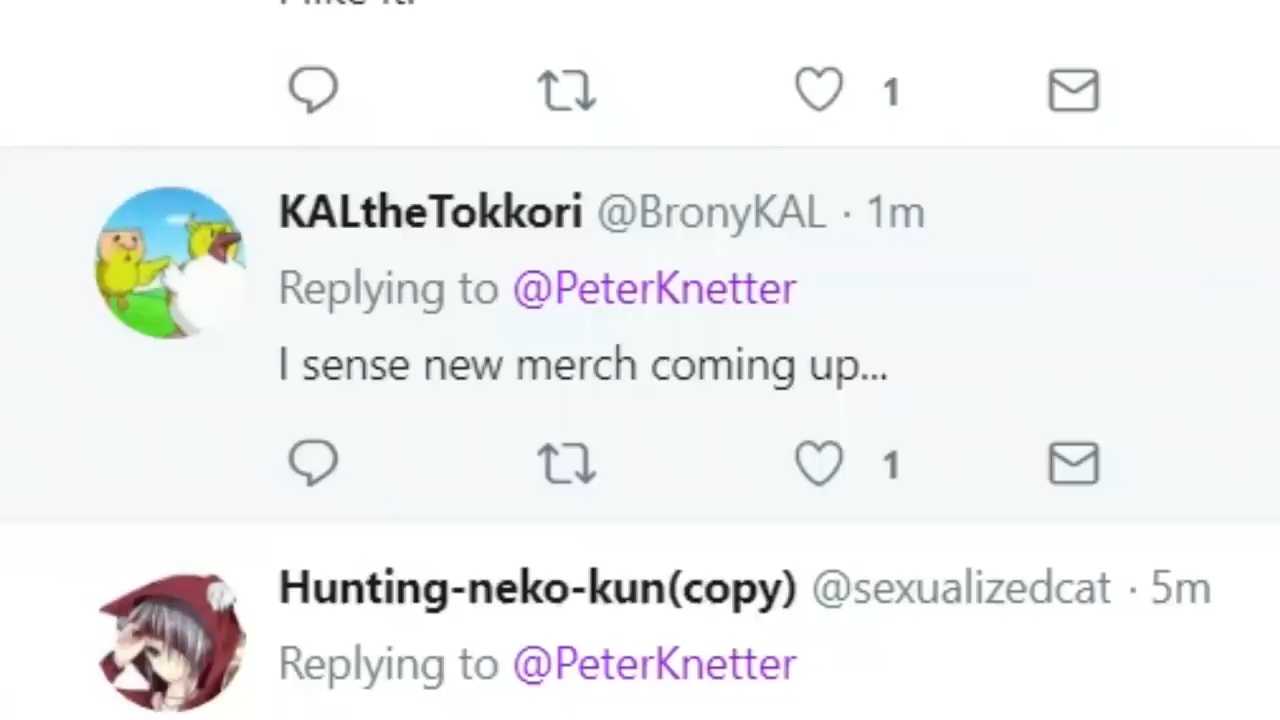 1
KALtheTokkori @BronyKAL · 1m
Replying to @PeterKnetter
I sense new merch coming up...
1
Hunting-neko-kun(copy) @sexualizedcat · 5m
Replying to @PeterKnetter